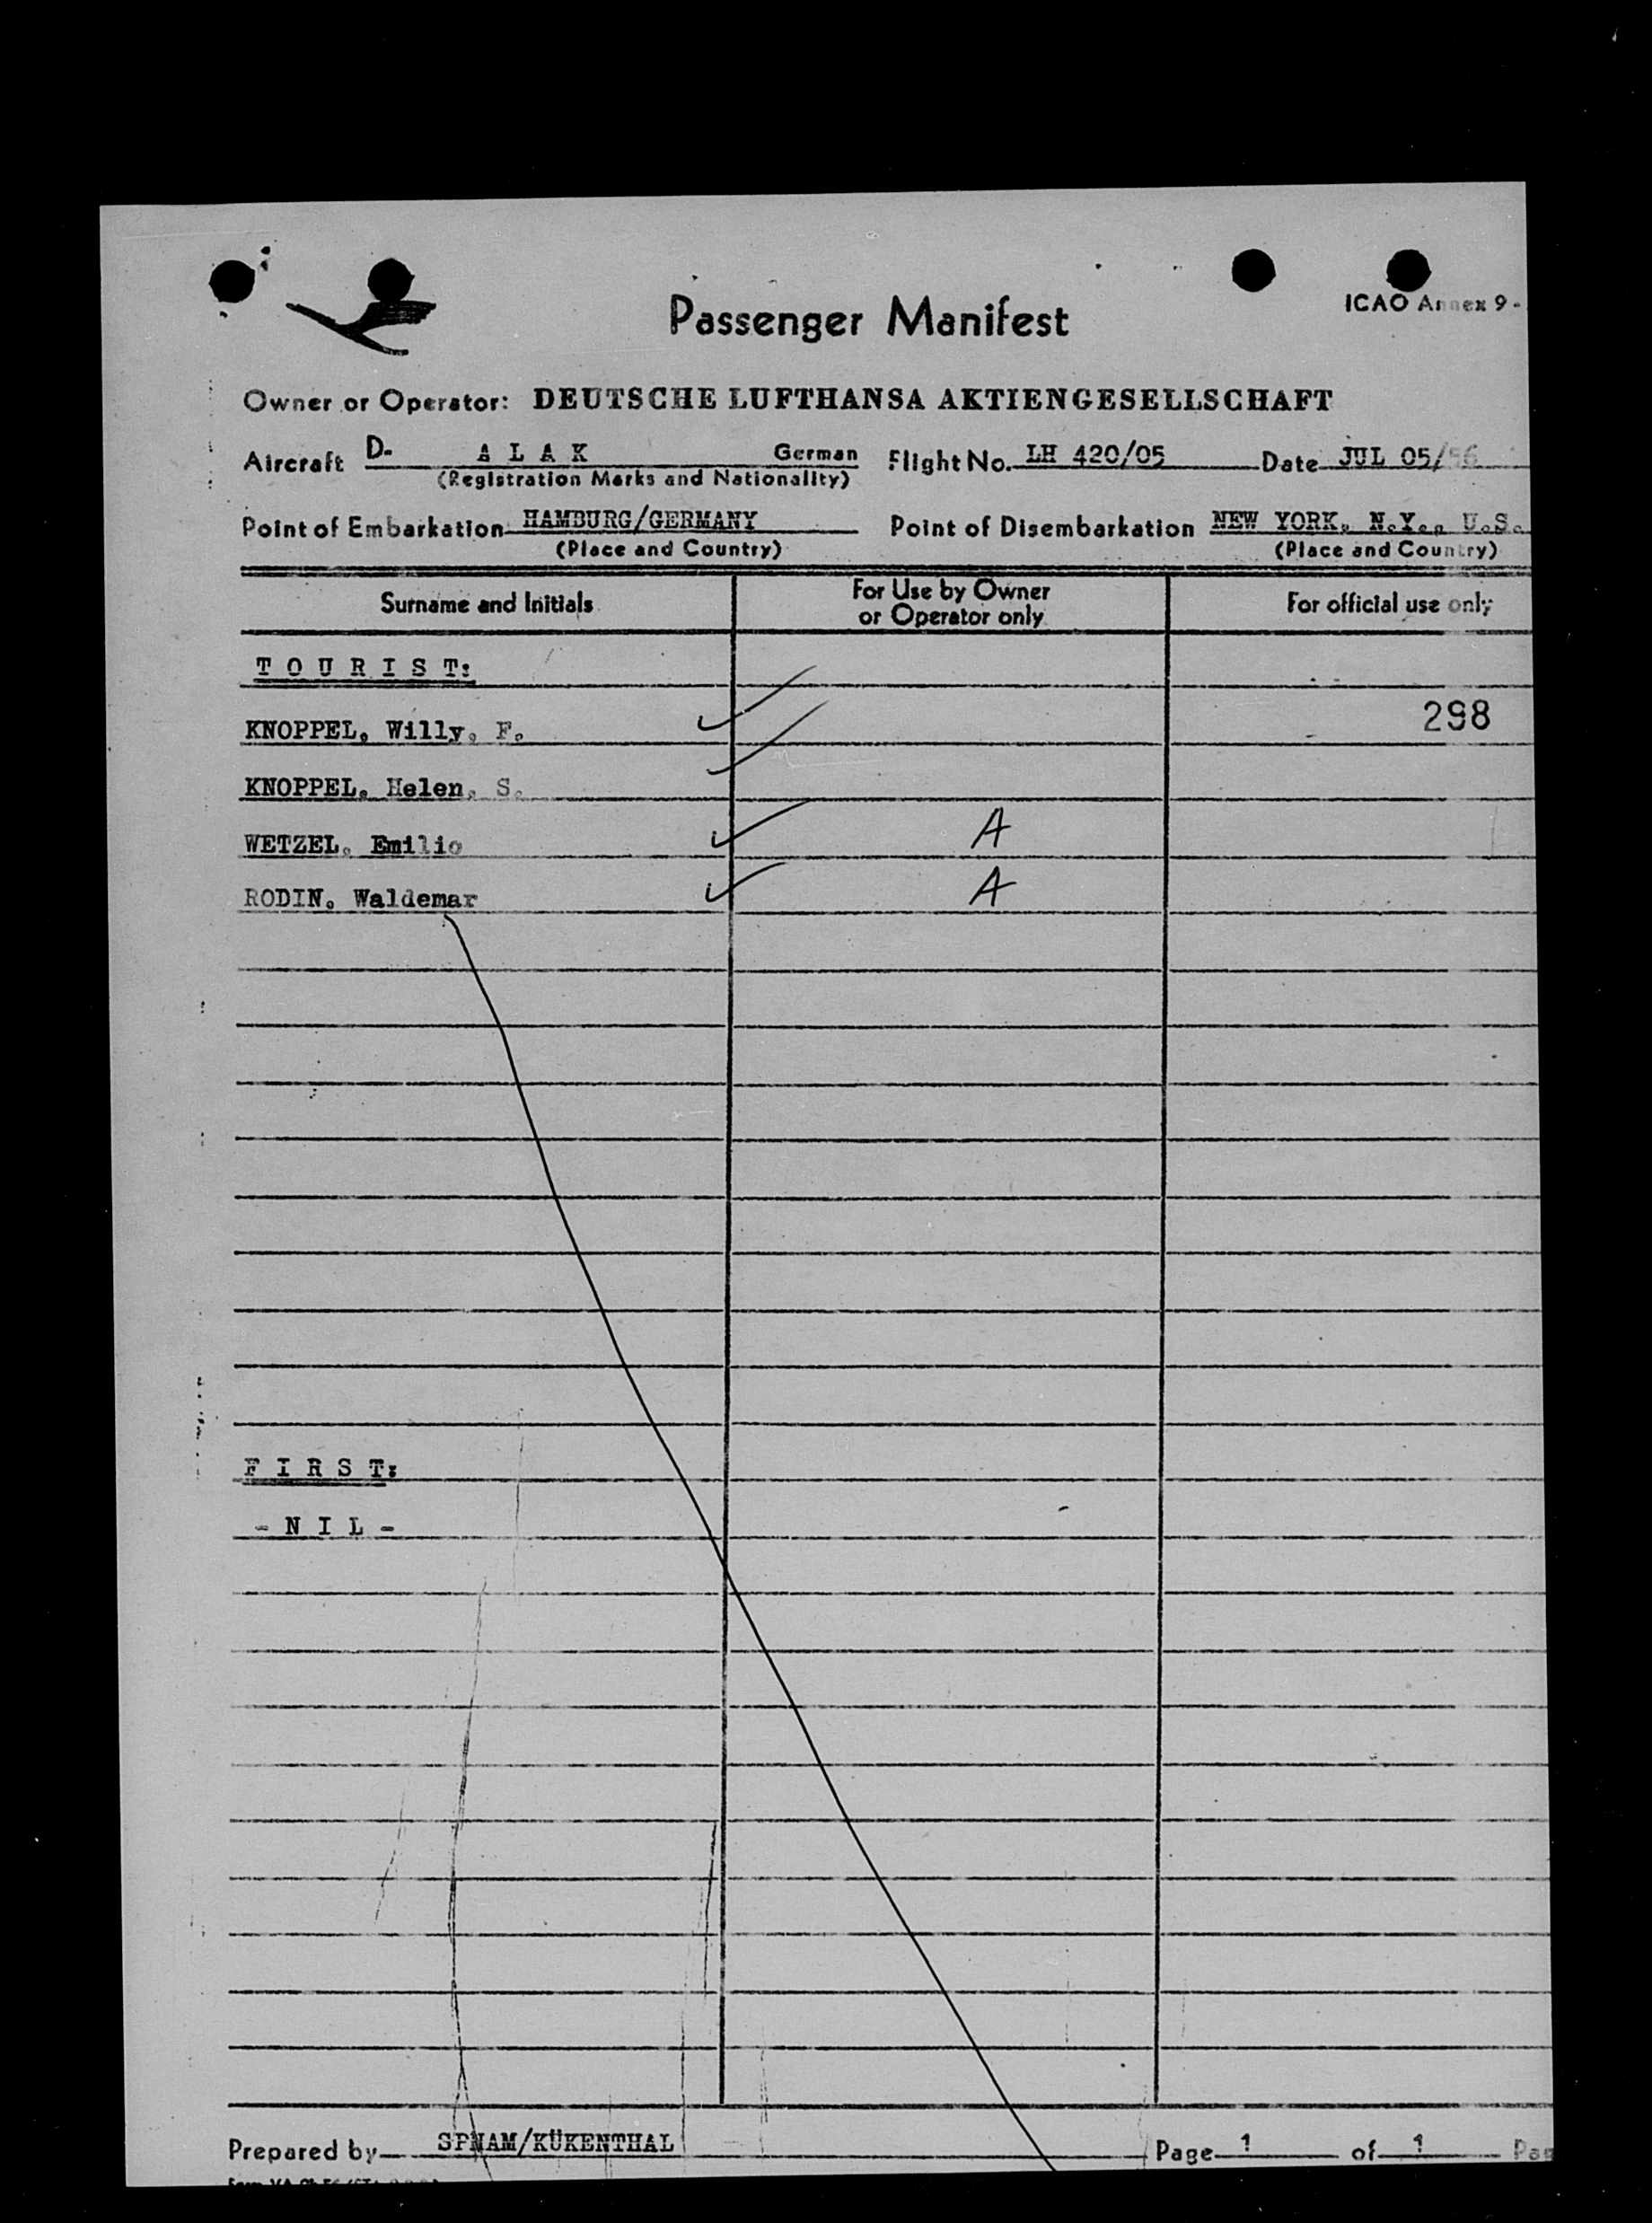 Passenger Manifest
ICAO Annex 9 -
Owner or Operator: DEUTSCHE LUFTHANSA AKTIENGESELLSCHAFT
Aircraft D- A L A K German Flight No. LH 420/05 Date JUL 05/56
(Registration Marks and Nationality)
Point of Embarkation HAMBURG/GERMANY Point of Disembarkation NEW YORK, N.Y., U.S.
(Place and Country) (Place and Country)
Surname and Initials For Use by Owner or Operator only For official use only
T O U R I S T:
KNOPPEL, Willy, F. 298
KNOPPEL, Helen, S.
WETZEL, Emilio A
RODIN, Waldemar A
F I R S T:
- N I L -
Prepared by /KÜKENTHAL Page 1 of 1